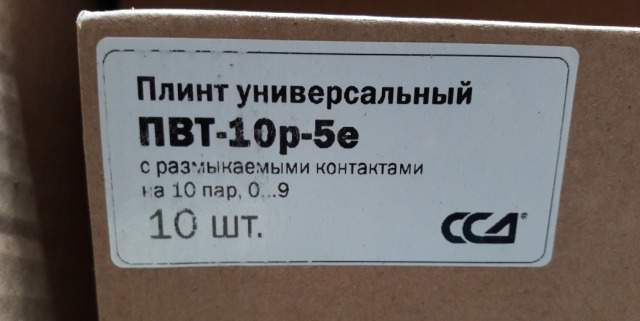 Плинт универсальный
ПВТ-10р-5е
с размыкаемыми контактами
на 10 пар, 0...9
10 шт.
ССД®